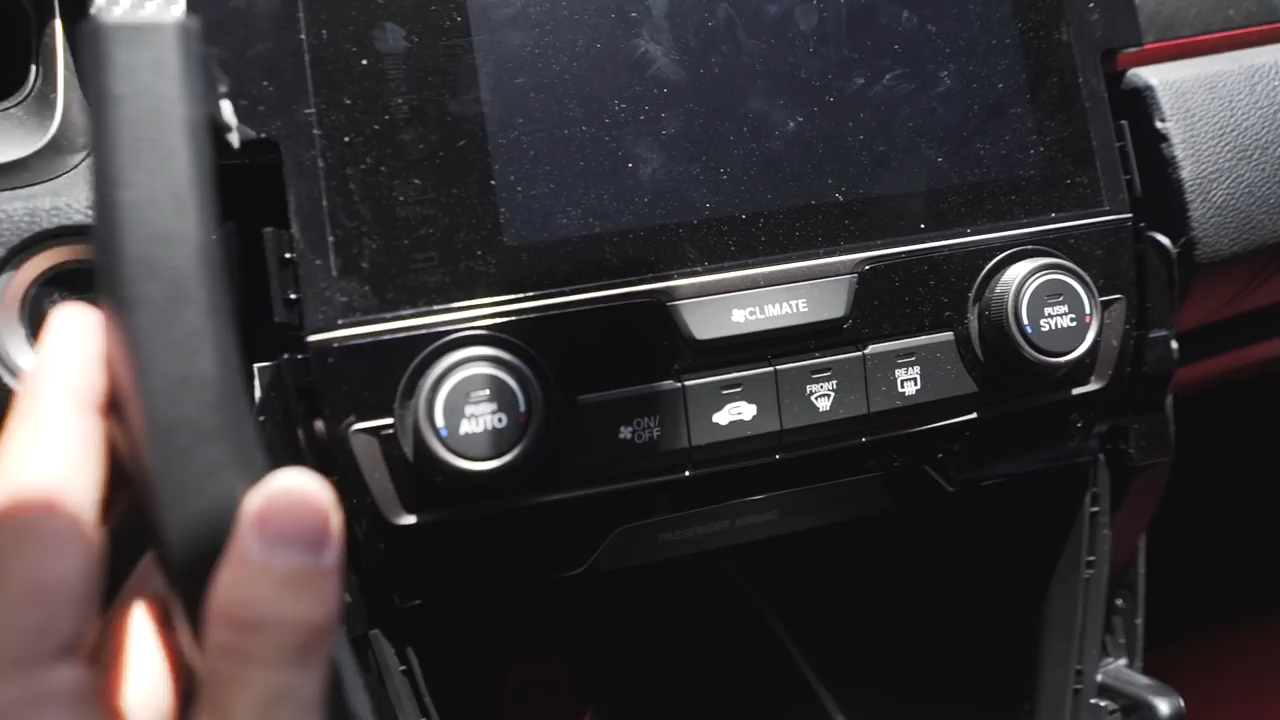 CLIMATE
PUSH
SYNC
REAR
FRONT
ON/
OFF
PUSH
AUTO
PASSENGER AIRBAG